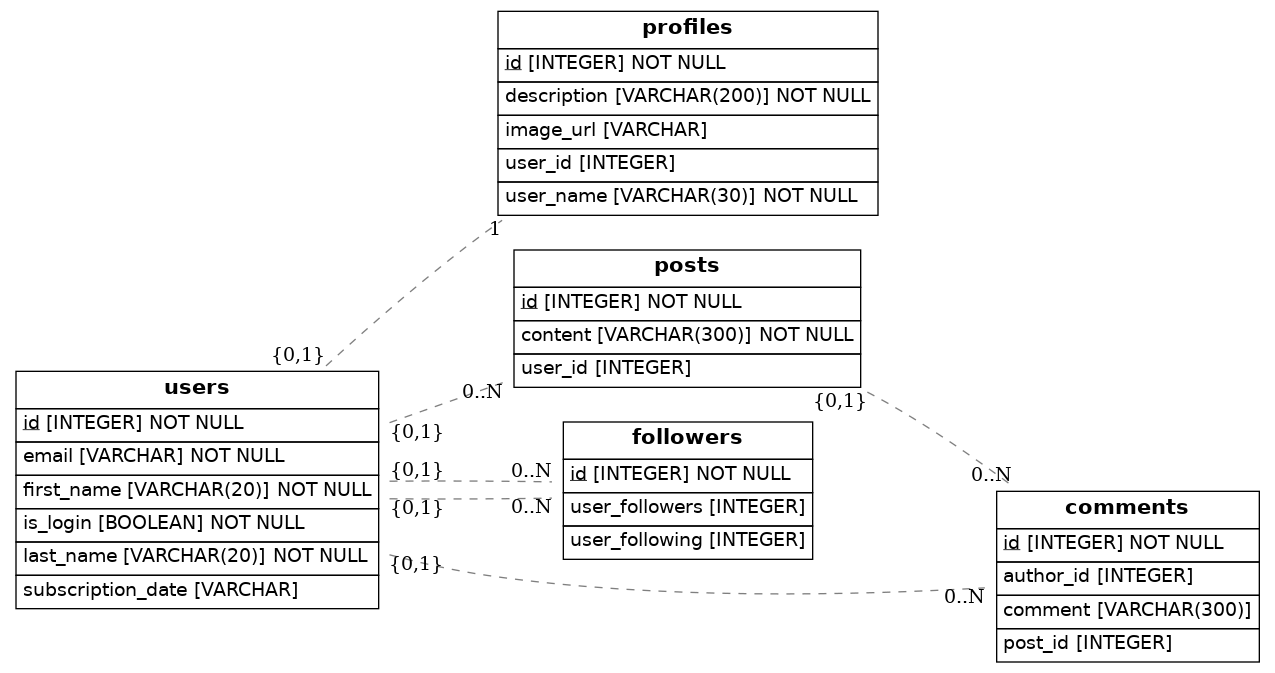 profiles
id [INTEGER] NOT NULL
description [VARCHAR(200)] NOT NULL
image_url [VARCHAR]
user_id [INTEGER]
user_name [VARCHAR(30)] NOT NULL
1
{0,1}
posts
id [INTEGER] NOT NULL
content [VARCHAR(300)] NOT NULL
user_id [INTEGER]
0..N
{0,1}
{0,1}
0..N
users
id [INTEGER] NOT NULL
email [VARCHAR] NOT NULL
first_name [VARCHAR(20)] NOT NULL
is_login [BOOLEAN] NOT NULL
last_name [VARCHAR(20)] NOT NULL
subscription_date [VARCHAR]
{0,1}
0..N
{0,1}
0..N
followers
id [INTEGER] NOT NULL
user_followers [INTEGER]
user_following [INTEGER]
{0,1}
0..N
comments
id [INTEGER] NOT NULL
author_id [INTEGER]
comment [VARCHAR(300)]
post_id [INTEGER]